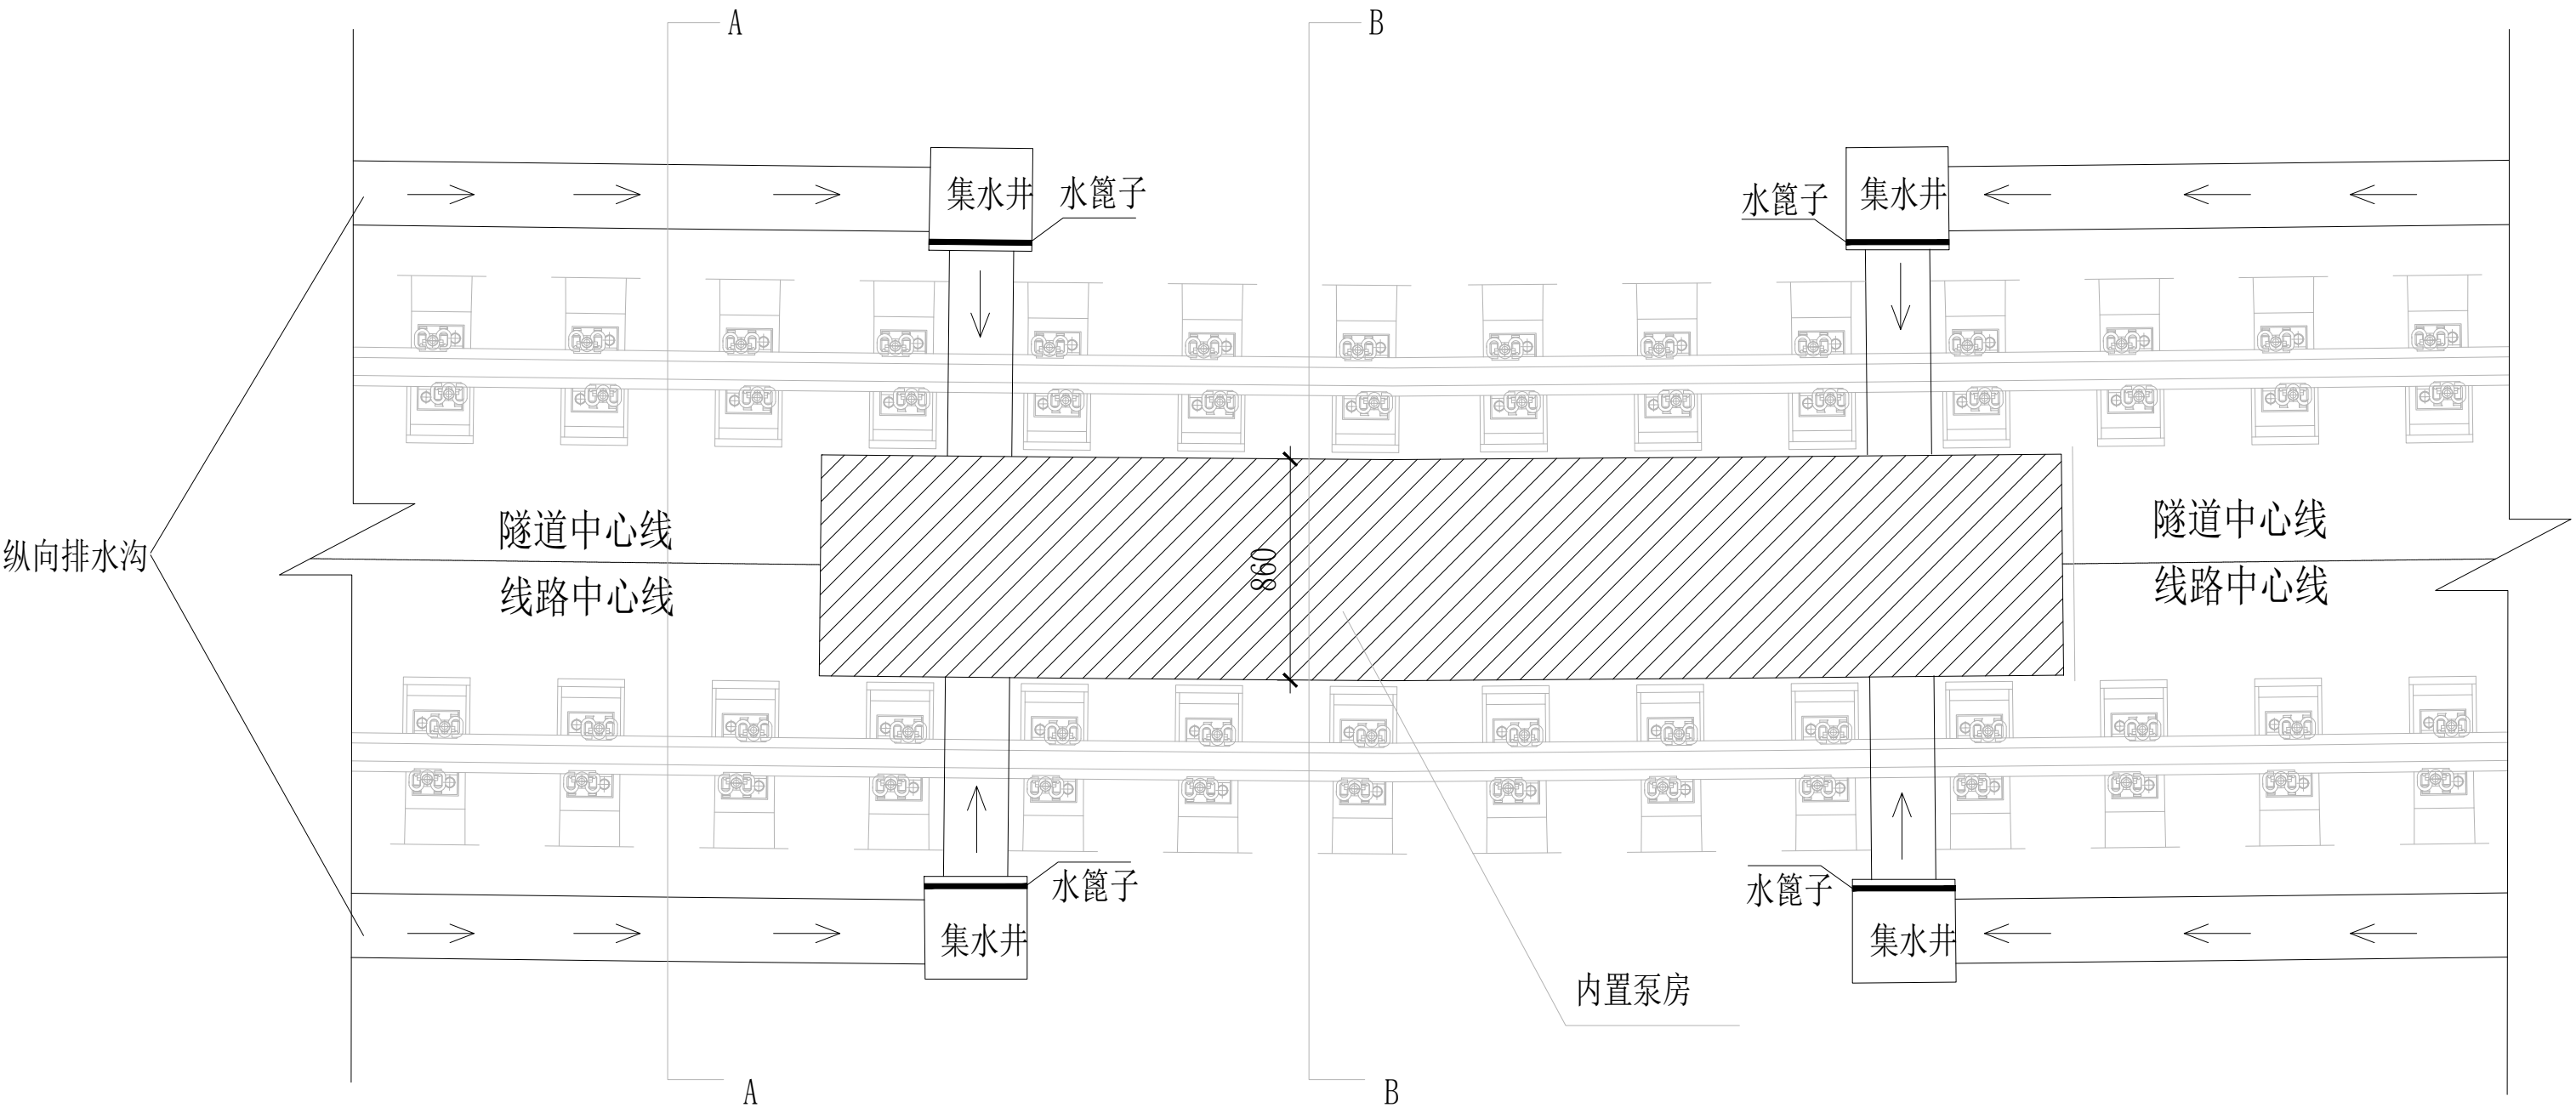 A
B
集水井
水篦子
水篦子
集水井
隧道中心线
线路中心线
隧道中心线
线路中心线
纵向排水沟
860
水篦子
集水井
水篦子
集水井
内置泵房
A
B